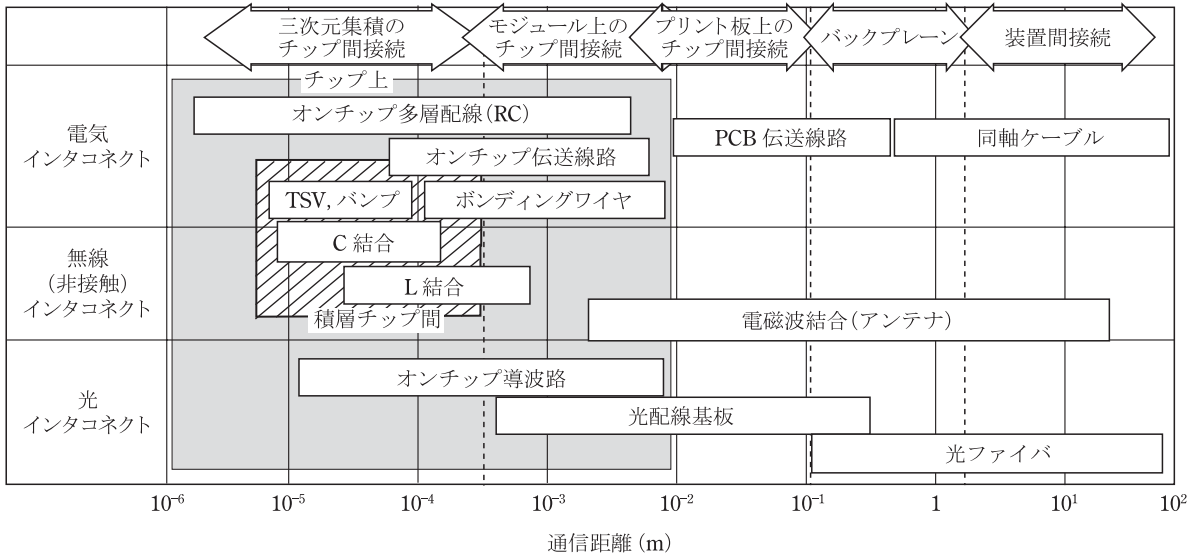 三次元集積の
チップ間接続
モジュール上の
チップ間接続
プリント板上の
チップ間接続
バックプレーン
装置間接続
チップ上
電気
インタコネクト
オンチップ多層配線(RC)
オンチップ伝送線路
PCB 伝送線路
同軸ケーブル
TSV, バンプ
ボンディングワイヤ
無線
(非接触)
インタコネクト
C 結合
L 結合
積層チップ間
電磁波結合(アンテナ)
光
インタコネクト
オンチップ導波路
光配線基板
光ファイバ
10⁻⁶ 10⁻⁵ 10⁻⁴ 10⁻³ 10⁻² 10⁻¹ 1 10¹ 10²
通信距離(m)